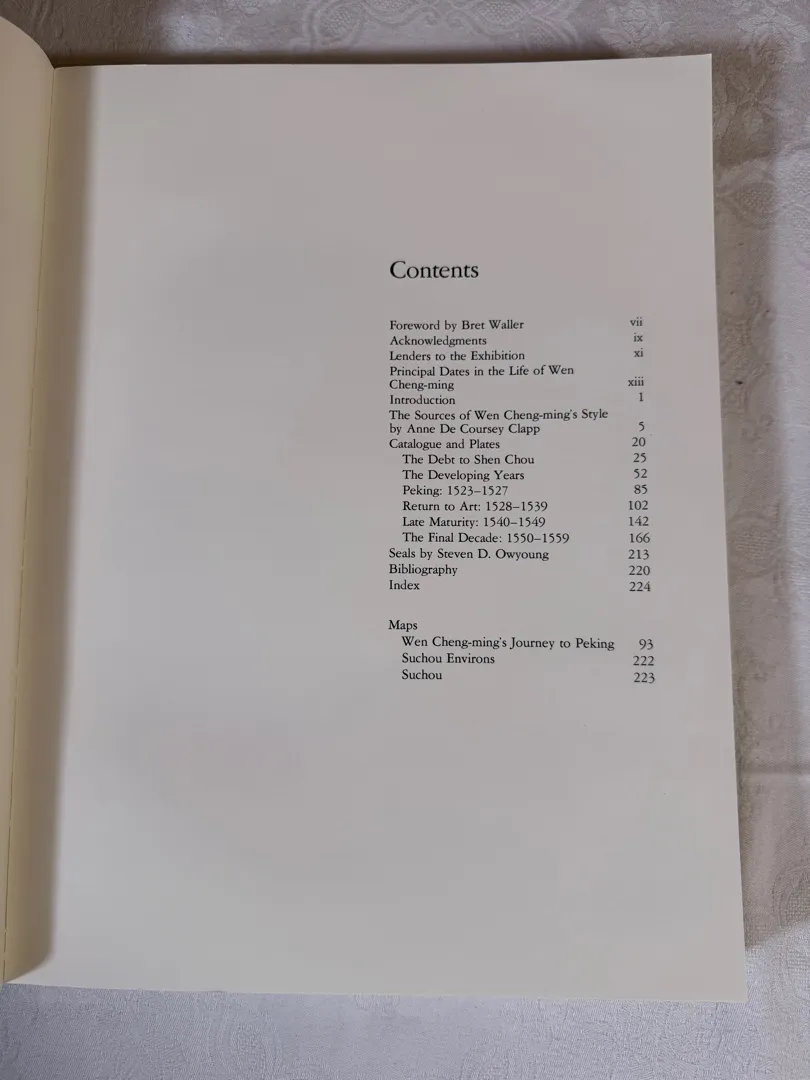 Contents
Foreword by Bret Waller vii
Acknowledgments ix
Lenders to the Exhibition xi
Principal Dates in the Life of Wen
Cheng-ming xiii
Introduction 1
The Sources of Wen Cheng-ming's Style
by Anne De Coursey Clapp 5
Catalogue and Plates 20
The Debt to Shen Chou 25
The Developing Years 52
Peking: 1523–1527 85
Return to Art: 1528–1539 102
Late Maturity: 1540–1549 142
The Final Decade: 1550–1559 166
Seals by Steven D. Owyoung 213
Bibliography 220
Index 224
Maps
Wen Cheng-ming's Journey to Peking 93
Suchou Environs 222
Suchou 223